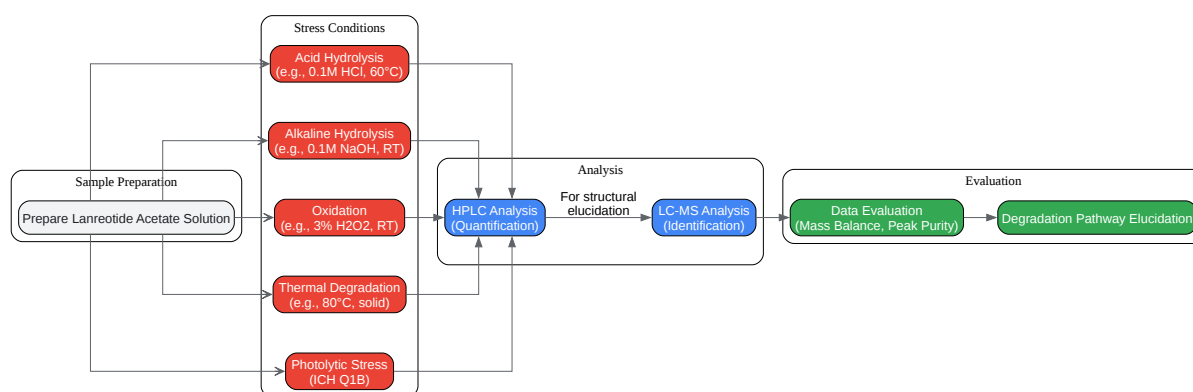 Stress Conditions
Acid Hydrolysis
(e.g., 0.1M HCl, 60°C)
Alkaline Hydrolysis
(e.g., 0.1M NaOH, RT)
Sample Preparation
Prepare Lanreotide Acetate Solution
Oxidation
(e.g., 3% H2O2, RT)
Thermal Degradation
(e.g., 80°C, solid)
Photolytic Stress
(ICH Q1B)
Analysis
HPLC Analysis
(Quantification)
For structural
elucidation
LC-MS Analysis
(Identification)
Evaluation
Data Evaluation
(Mass Balance, Peak Purity)
Degradation Pathway Elucidation